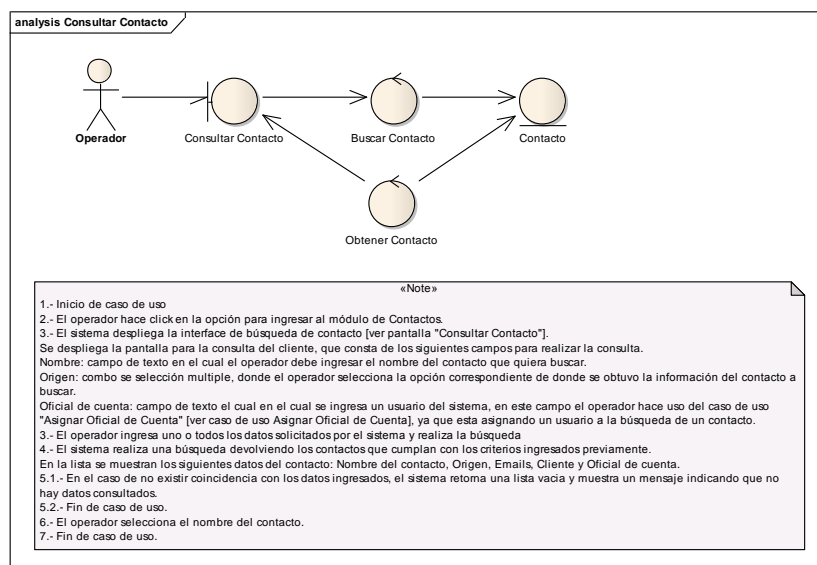 analysis Consultar Contacto
Operador
Consultar Contacto
Buscar Contacto
Contacto
Obtener Contacto
«Note»
1.- Inicio de caso de uso
2.- El operador hace click en la opción para ingresar al módulo de Contactos.
3.- El sistema despliega la interface de búsqueda de contacto [ver pantalla "Consultar Contacto"].
Se despliega la pantalla para la consulta del cliente, que consta de los siguientes campos para realizar la consulta.
Nombre: campo de texto en el cual el operador debe ingresar el nombre del contacto que quiera buscar.
Origen: combo se selección multiple, donde el operador selecciona la opción correspondiente de donde se obtuvo la información del contacto a
buscar.
Oficial de cuenta: campo de texto el cual en el cual se ingresa un usuario del sistema, en este campo el operador hace uso del caso de uso
"Asignar Oficial de Cuenta" [ver caso de uso Asignar Oficial de Cuenta], ya que esta asignando un usuario a la búsqueda de un contacto.
3.- El operador ingresa uno o todos los datos solicitados por el sistema y realiza la búsqueda
4.- El sistema realiza una búsqueda devolviendo los contactos que cumplan con los criterios ingresados previamente.
En la lista se muestran los siguientes datos del contacto: Nombre del contacto, Origen, Emails, Cliente y Oficial de cuenta.
5.1.- En el caso de no existir coincidencia con los datos ingresados, el sistema retorna una lista vacia y muestra un mensaje indicando que no
hay datos consultados.
5.2.- Fin de caso de uso.
6.- El operador selecciona el nombre del contacto.
7.- Fin de caso de uso.